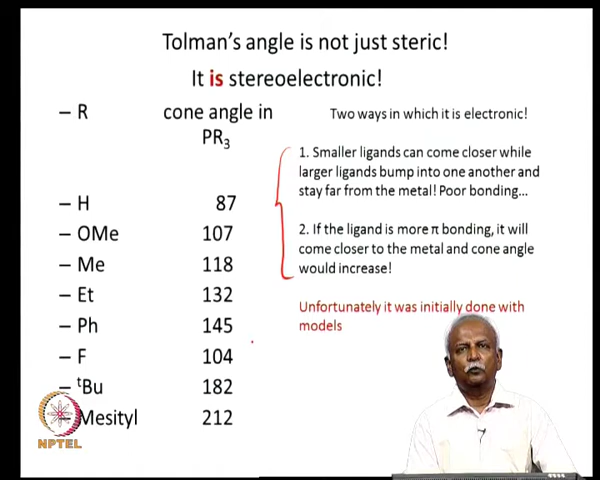 Tolman's angle is not just steric!
It is stereoelectronic!
– R cone angle in
PR3
Two ways in which it is electronic!
1. Smaller ligands can come closer while
larger ligands bump into one another and
stay far from the metal! Poor bonding...
– H 87
2. If the ligand is more π bonding, it will
– OMe 107
come closer to the metal and cone angle
– Me 118
would increase!
– Et 132
Unfortunately it was initially done with
– Ph 145
models
– F 104
– tBu 182
– Mesityl 212
NPTEL